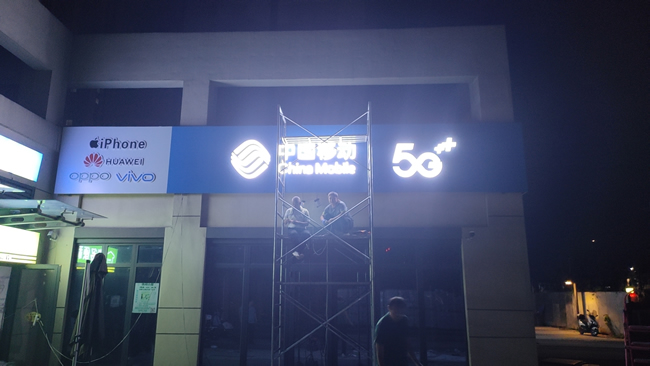 iPhone
HUAWEI
oppo vivo
中国移动
China Mobile
5G+++